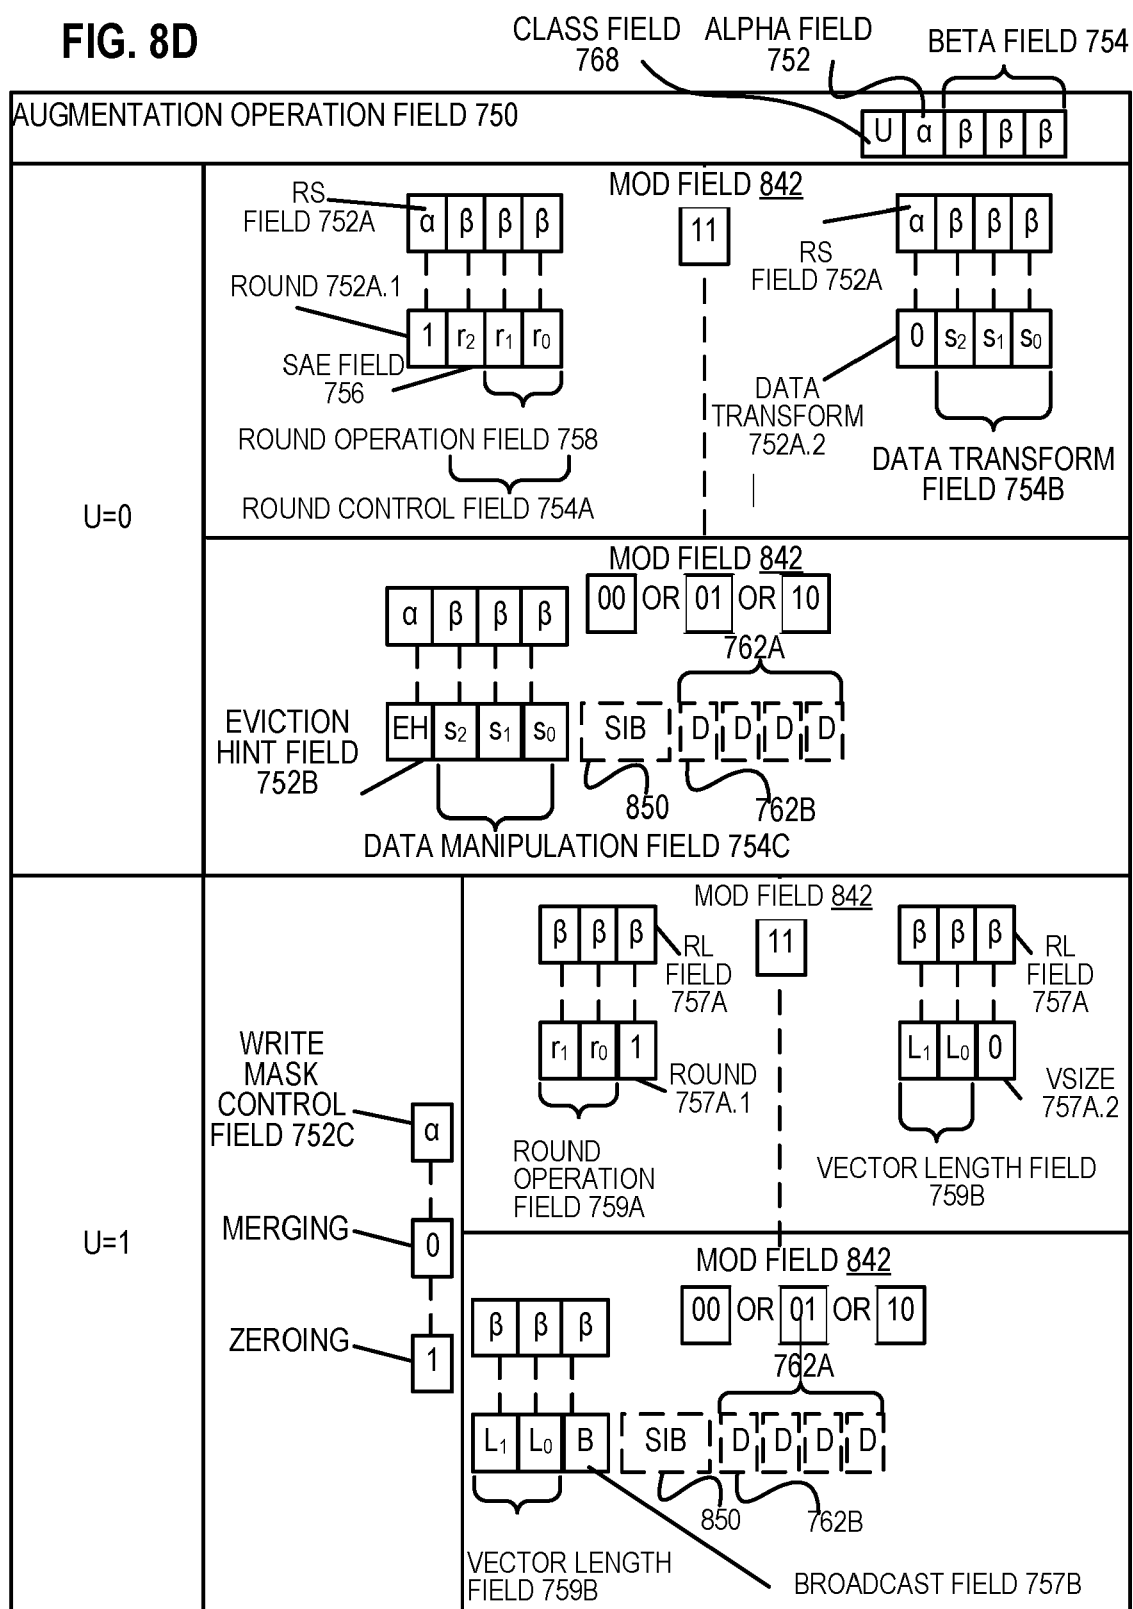 FIG. 8D
CLASS FIELD
768
ALPHA FIELD
752
BETA FIELD 754
AUGMENTATION OPERATION FIELD 750
U α β β β
U=0
MOD FIELD 842
11
RS
FIELD 752A
α β β β
ROUND 752A.1
1 r2 r1 r0
SAE FIELD
756
ROUND OPERATION FIELD 758
ROUND CONTROL FIELD 754A
α β β β
RS
FIELD 752A
0 s2 s1 s0
DATA
TRANSFORM
752A.2
DATA TRANSFORM
FIELD 754B
MOD FIELD 842
00 OR 01 OR 10
α β β β
762A
EVICTION
HINT FIELD
752B
EH s2 s1 s0 SIB D D D D
850
762B
DATA MANIPULATION FIELD 754C
U=1
WRITE
MASK
CONTROL
FIELD 752C
α
MERGING
0
ZEROING
1
MOD FIELD 842
11
β β β
RL
FIELD
757A
r1 r0 1
ROUND
757A.1
ROUND
OPERATION
FIELD 759A
β β β
RL
FIELD
757A
L1 L0 0
VSIZE
757A.2
VECTOR LENGTH FIELD
759B
MOD FIELD 842
00 OR 01 OR 10
β β β
762A
L1 L0 B SIB D D D D
850
762B
VECTOR LENGTH
FIELD 759B
BROADCAST FIELD 757B